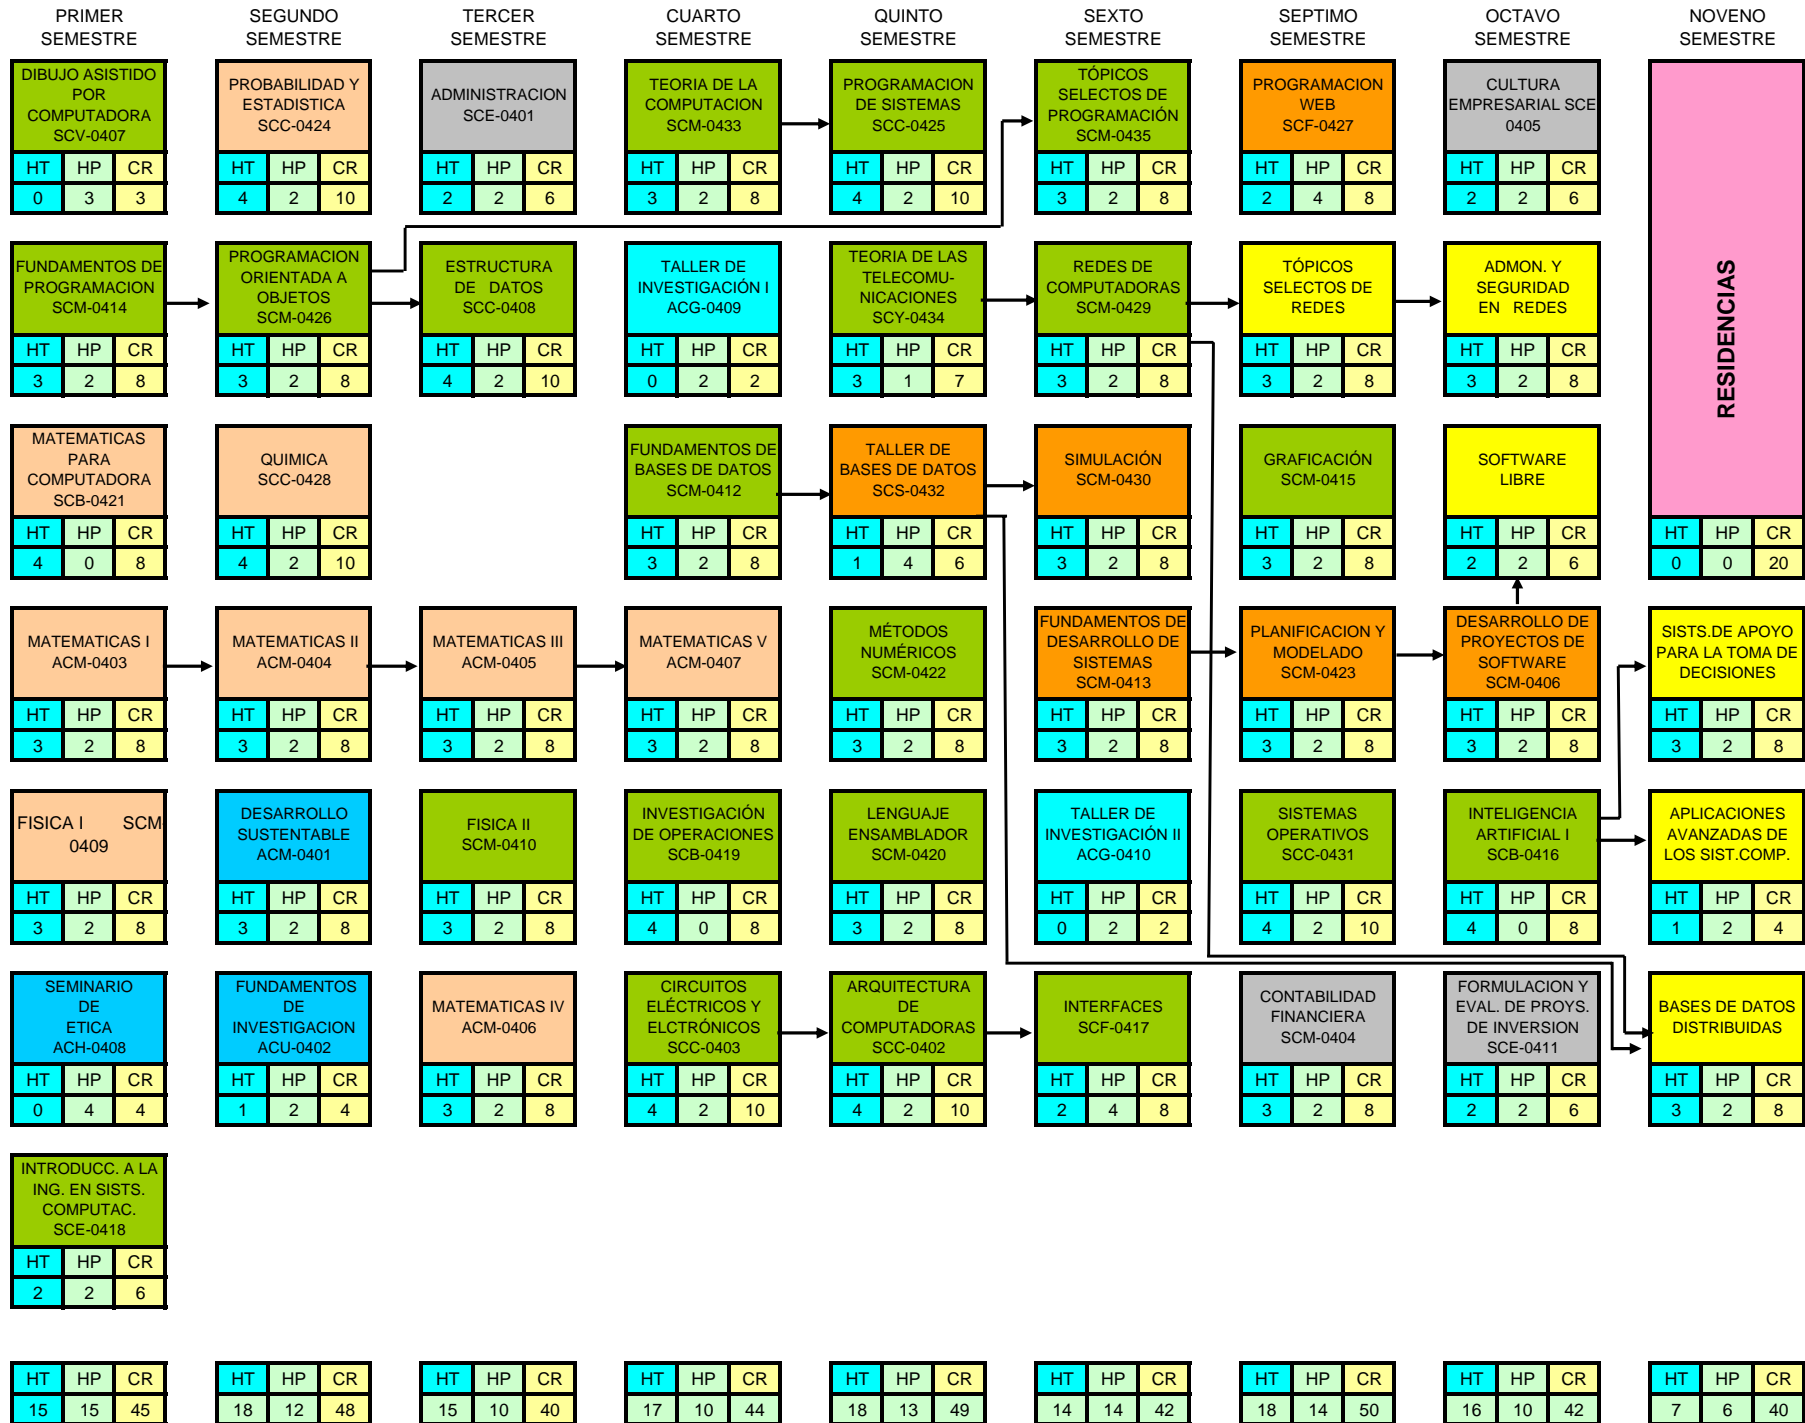 PRIMER
SEMESTRE
SEGUNDO
SEMESTRE
TERCER
SEMESTRE
CUARTO
SEMESTRE
QUINTO
SEMESTRE
SEXTO
SEMESTRE
SEPTIMO
SEMESTRE
OCTAVO
SEMESTRE
NOVENO
SEMESTRE
DIBUJO ASISTIDO
POR
COMPUTADORA
SCV-0407
HT HP CR
0 3 3
PROBABILIDAD Y
ESTADISTICA
SCC-0424
HT HP CR
4 2 10
ADMINISTRACION
SCE-0401
HT HP CR
2 2 6
TEORIA DE LA
COMPUTACION
SCM-0433
HT HP CR
3 2 8
PROGRAMACION
DE SISTEMAS
SCC-0425
HT HP CR
4 2 10
TÓPICOS
SELECTOS DE
PROGRAMACIÓN
SCM-0435
HT HP CR
3 2 8
PROGRAMACION
WEB
SCF-0427
HT HP CR
2 4 8
CULTURA
EMPRESARIAL SCE
0405
HT HP CR
2 2 6
RESIDENCIAS
HT HP CR
0 0 20
FUNDAMENTOS DE
PROGRAMACION
SCM-0414
HT HP CR
3 2 8
PROGRAMACION
ORIENTADA A
OBJETOS
SCM-0426
HT HP CR
3 2 8
ESTRUCTURA
DE DATOS
SCC-0408
HT HP CR
4 2 10
TALLER DE
INVESTIGACIÓN I
ACG-0409
HT HP CR
0 2 2
TEORIA DE LAS
TELECOMU-
NICACIONES
SCY-0434
HT HP CR
3 1 7
REDES DE
COMPUTADORAS
SCM-0429
HT HP CR
3 2 8
TÓPICOS
SELECTOS DE
REDES
HT HP CR
3 2 8
ADMON. Y
SEGURIDAD
EN REDES
HT HP CR
3 2 8
MATEMATICAS
PARA
COMPUTADORA
SCB-0421
HT HP CR
4 0 8
QUIMICA
SCC-0428
HT HP CR
4 2 10
FUNDAMENTOS DE
BASES DE DATOS
SCM-0412
HT HP CR
3 2 8
TALLER DE
BASES DE DATOS
SCS-0432
HT HP CR
1 4 6
SIMULACIÓN
SCM-0430
HT HP CR
3 2 8
GRAFICACIÓN
SCM-0415
HT HP CR
3 2 8
SOFTWARE
LIBRE
HT HP CR
2 2 6
MATEMATICAS I
ACM-0403
HT HP CR
3 2 8
MATEMATICAS II
ACM-0404
HT HP CR
3 2 8
MATEMATICAS III
ACM-0405
HT HP CR
3 2 8
MATEMATICAS V
ACM-0407
HT HP CR
3 2 8
MÉTODOS
NUMÉRICOS
SCM-0422
HT HP CR
3 2 8
FUNDAMENTOS DE
DESARROLLO DE
SISTEMAS
SCM-0413
HT HP CR
3 2 8
PLANIFICACION Y
MODELADO
SCM-0423
HT HP CR
3 2 8
DESARROLLO DE
PROYECTOS DE
SOFTWARE
SCM-0406
HT HP CR
3 2 8
SISTS.DE APOYO
PARA LA TOMA DE
DECISIONES
HT HP CR
3 2 8
FISICA I SCM-
0409
HT HP CR
3 2 8
DESARROLLO
SUSTENTABLE
ACM-0401
HT HP CR
3 2 8
FISICA II
SCM-0410
HT HP CR
3 2 8
INVESTIGACIÓN
DE OPERACIONES
SCB-0419
HT HP CR
4 0 8
LENGUAJE
ENSAMBLADOR
SCM-0420
HT HP CR
3 2 8
TALLER DE
INVESTIGACIÓN II
ACG-0410
HT HP CR
0 2 2
SISTEMAS
OPERATIVOS
SCC-0431
HT HP CR
4 2 10
INTELIGENCIA
ARTIFICIAL I
SCB-0416
HT HP CR
4 0 8
APLICACIONES
AVANZADAS DE
LOS SIST.COMP.
HT HP CR
1 2 4
SEMINARIO
DE
ETICA
ACH-0408
HT HP CR
0 4 4
FUNDAMENTOS
DE
INVESTIGACION
ACU-0402
HT HP CR
1 2 4
MATEMATICAS IV
ACM-0406
HT HP CR
3 2 8
CIRCUITOS
ELÉCTRICOS Y
ELCTRÓNICOS
SCC-0403
HT HP CR
4 2 10
ARQUITECTURA
DE
COMPUTADORAS
SCC-0402
HT HP CR
4 2 10
INTERFACES
SCF-0417
HT HP CR
2 4 8
CONTABILIDAD
FINANCIERA
SCM-0404
HT HP CR
3 2 8
FORMULACION Y
EVAL. DE PROYS.
DE INVERSION
SCE-0411
HT HP CR
2 2 6
BASES DE DATOS
DISTRIBUIDAS
HT HP CR
3 2 8
INTRODUCC. A LA
ING. EN SISTS.
COMPUTAC.
SCE-0418
HT HP CR
2 2 6
HT HP CR
15 15 45
HT HP CR
18 12 48
HT HP CR
15 10 40
HT HP CR
17 10 44
HT HP CR
18 13 49
HT HP CR
14 14 42
HT HP CR
18 14 50
HT HP CR
16 10 42
HT HP CR
7 6 40